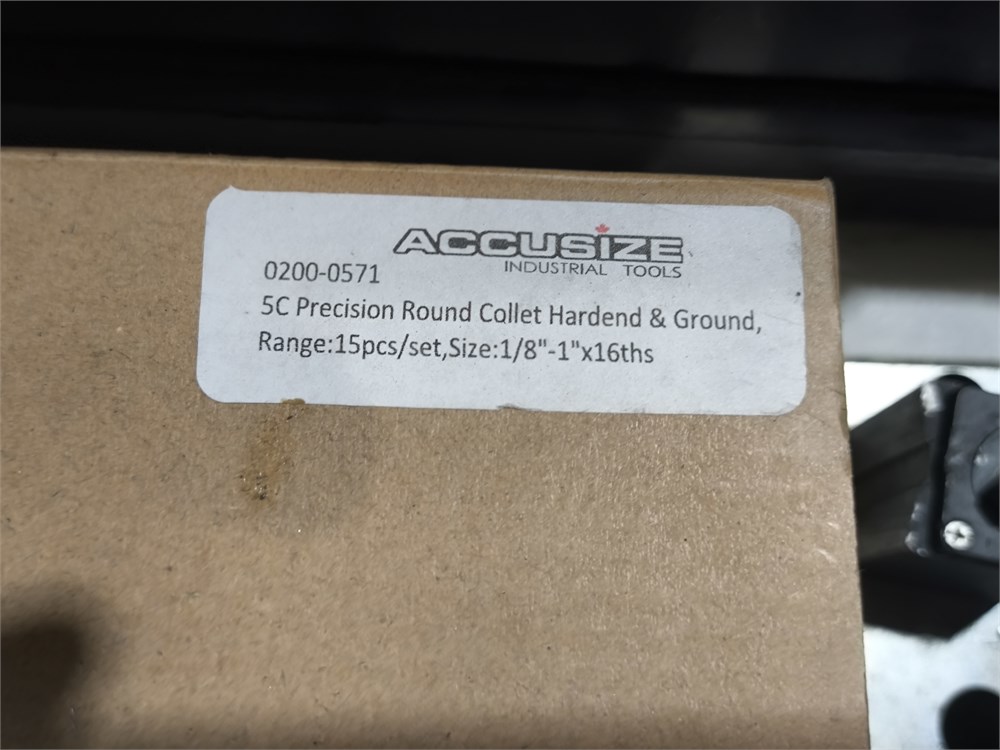 ACCUSIZE
INDUSTRIAL TOOLS
0200-0571
5C Precision Round Collet Hardend & Ground,
Range:15pcs/set,Size:1/8"-1"x16ths